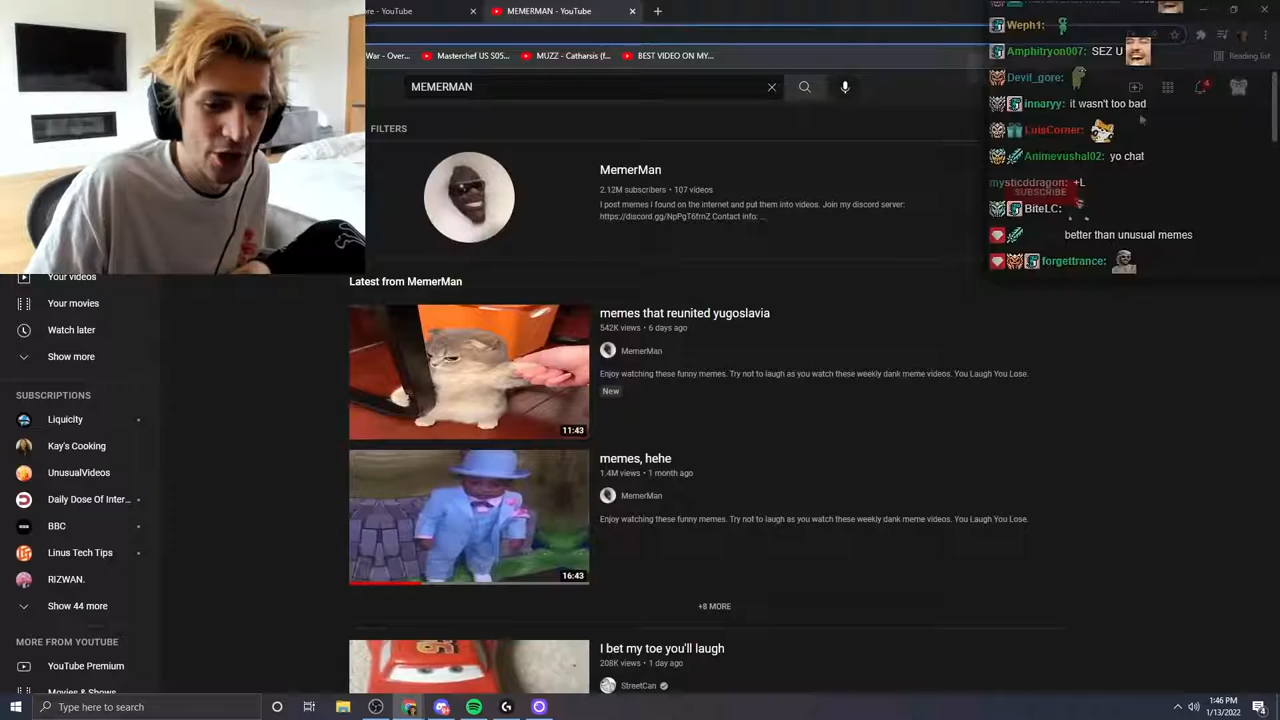 re - YouTube
MEMERMAN - YouTube
War - Over...
Masterchef US S05...
MUZZ - Catharsis (f...
BEST VIDEO ON MY...
Reading list
MEMERMAN
FILTERS
MemerMan
2.12M subscribers • 107 videos
I post memes I found on the internet and put them into videos. Join my discord server:
https://discord.gg/NpPgT6frnZ Contact info: ...
SUBSCRIBE
Weph1:
Amphitryon007: SEZ U
Devil_gore:
innaryy: it wasn't too bad
LuisCorner:
Animevushal02: yo chat
mysticddragon: +L
BiteLC:
better than unusual memes
forgettrance:
Your videos
Your movies
Watch later
Show more
SUBSCRIPTIONS
Liquicity
Kay's Cooking
UnusualVideos
Daily Dose Of Inter...
BBC
Linus Tech Tips
RIZWAN.
Show 44 more
MORE FROM YOUTUBE
YouTube Premium
Movies & Shows
Latest from MemerMan
memes that reunited yugoslavia
542K views • 6 days ago
MemerMan
Enjoy watching these funny memes. Try not to laugh as you watch these weekly dank meme videos. You Laugh You Lose.
New
11:43
memes, hehe
1.4M views • 1 month ago
MemerMan
Enjoy watching these funny memes. Try not to laugh as you watch these weekly dank meme videos. You Laugh You Lose.
16:43
+8 MORE
I bet my toe you'll laugh
208K views • 1 day ago
StreetCan
95
Type here to search
1:46 PM
1/13/2022